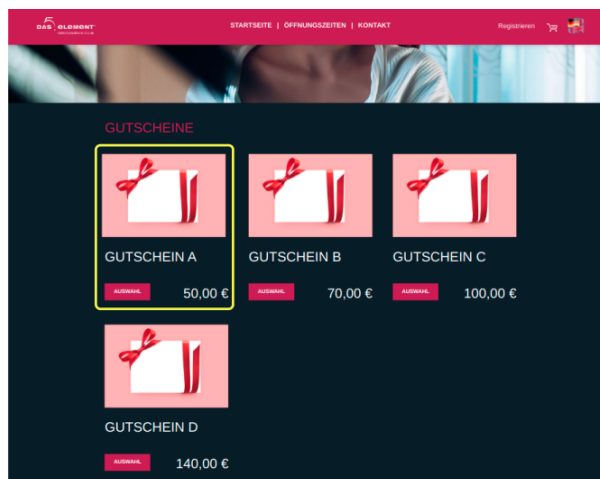 DAS ELEMENT
STARTSEITE | ÖFFNUNGSZEITEN | KONTAKT
Registrieren
GUTSCHEINE
GUTSCHEIN A
AUSWAHL 50,00 €
GUTSCHEIN B
AUSWAHL 70,00 €
GUTSCHEIN C
AUSWAHL 100,00 €
GUTSCHEIN D
AUSWAHL 140,00 €